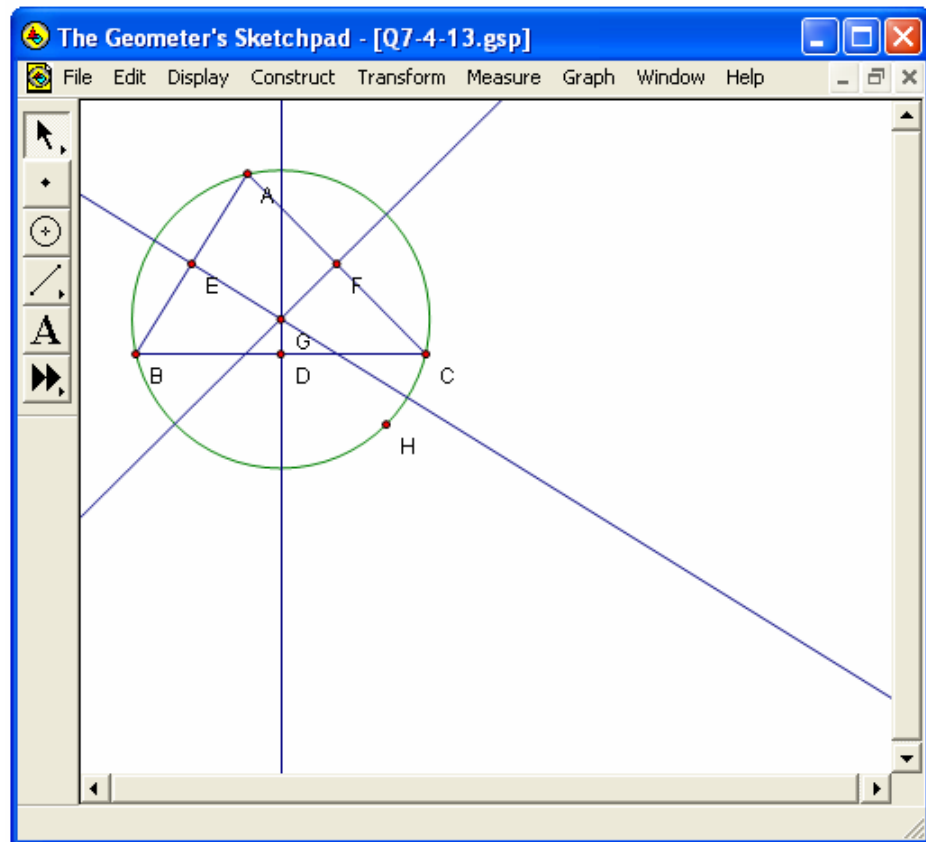 The Geometer's Sketchpad - [Q7-4-13.gsp]
File Edit Display Construct Transform Measure Graph Window Help
A
A
E
F
G
B
D
C
H